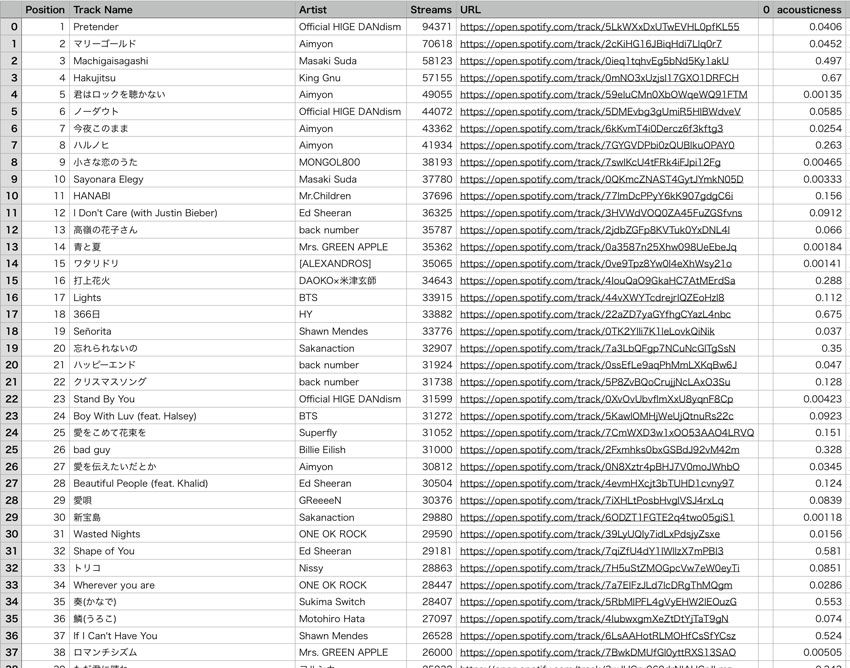 Position Track Name Artist Streams URL 0 acousticness
0 1 Pretender Official HIGE DANdism 94371 https://open.spotify.com/track/5LkWXxDxUTwEVHL0pfKL55 0.0406
1 2 マリーゴールド Aimyon 70618 https://open.spotify.com/track/2cKiHG16JBiqHdi7Llq0r7 0.0452
2 3 Machigaisagashi Masaki Suda 58123 https://open.spotify.com/track/0ieq1tqhvEg5bNd5Ky1akU 0.497
3 4 Hakujitsu King Gnu 57155 https://open.spotify.com/track/0mNO3xUzjsI17GXO1DRFCH 0.67
4 5 君はロックを聴かない Aimyon 49055 https://open.spotify.com/track/59eIuCMn0XbOWqeWQ91FTM 0.00135
5 6 ノーダウト Official HIGE DANdism 44072 https://open.spotify.com/track/5DMEvbg3gUmiR5HlBWdveV 0.0585
6 7 今夜このまま Aimyon 43362 https://open.spotify.com/track/6kKvmT4i0Dercz6f3kftg3 0.0254
7 8 ハルノヒ Aimyon 41934 https://open.spotify.com/track/7GYGVDPbi0zQUBlkuOPAY0 0.263
8 9 小さな恋のうた MONGOL800 38193 https://open.spotify.com/track/7swlKcU4tFRk4iFJpi12Fg 0.00465
9 10 Sayonara Elegy Masaki Suda 37780 https://open.spotify.com/track/0QKmcZNAST4GytJYmkN05D 0.00333
10 11 HANABI Mr.Children 37696 https://open.spotify.com/track/77lmDcPPyY6kK907gdgC6i 0.156
11 12 I Don't Care (with Justin Bieber) Ed Sheeran 36325 https://open.spotify.com/track/3HVWdVOQ0ZA45FuZGSfvns 0.0912
12 13 高嶺の花子さん back number 35787 https://open.spotify.com/track/2jdbZGFp8KVTuk0YxDNL4l 0.066
13 14 青と夏 Mrs. GREEN APPLE 35362 https://open.spotify.com/track/0a3587n25Xhw098UeEbeJq 0.00184
14 15 ワタリドリ [ALEXANDROS] 35065 https://open.spotify.com/track/0ve9Tpz8Yw0l4eXhWsy21o 0.00141
15 16 打上花火 DAOKO×米津玄師 34643 https://open.spotify.com/track/4IouQaO9GkaHC7AtMErdSa 0.288
16 17 Lights BTS 33915 https://open.spotify.com/track/44vXWYTcdrejrIQZEoHzl8 0.112
17 18 366日 HY 33882 https://open.spotify.com/track/22aZD7yaGYfhgCYazL4nbc 0.675
18 19 Señorita Shawn Mendes 33776 https://open.spotify.com/track/0TK2YIli7K1leLovkQiNik 0.037
19 20 忘れられないの Sakanaction 32907 https://open.spotify.com/track/7a3LbQFgp7NCuNcGlTgSsN 0.35
20 21 ハッピーエンド back number 31924 https://open.spotify.com/track/0ssEfLe9aqPhMmLXKqBw6J 0.047
21 22 クリスマスソング back number 31738 https://open.spotify.com/track/5P8ZvBQoCrujjNcLAxO3Su 0.128
22 23 Stand By You Official HIGE DANdism 31599 https://open.spotify.com/track/0XvOvUbvflmXxU8yqnF8Cp 0.00423
23 24 Boy With Luv (feat. Halsey) BTS 31272 https://open.spotify.com/track/5KawlOMHjWeUjQtnuRs22c 0.0923
24 25 愛をこめて花束を Superfly 31052 https://open.spotify.com/track/7CmWXD3w1xOO53AAO4LRVQ 0.151
25 26 bad guy Billie Eilish 31000 https://open.spotify.com/track/2Fxmhks0bxGSBdJ92vM42m 0.328
26 27 愛を伝えたいだとか Aimyon 30812 https://open.spotify.com/track/0N8Xztr4pBHJ7V0moJWhbO 0.0345
27 28 Beautiful People (feat. Khalid) Ed Sheeran 30504 https://open.spotify.com/track/4evmHXcjt3bTUHD1cvny97 0.124
28 29 愛唄 GReeeeN 30376 https://open.spotify.com/track/7iXHLtPosbHvglVSJ4rxLq 0.0839
29 30 新宝島 Sakanaction 29880 https://open.spotify.com/track/6ODZT1FGTE2q4two05giS1 0.00118
30 31 Wasted Nights ONE OK ROCK 29590 https://open.spotify.com/track/39LyUQly7idLxPdsjyZsxe 0.0156
31 32 Shape of You Ed Sheeran 29181 https://open.spotify.com/track/7qiZfU4dY1lWllzX7mPBI3 0.581
32 33 トリコ Nissy 28863 https://open.spotify.com/track/7H5uStZMOGpcVw7eW0eyTi 0.0851
33 34 Wherever you are ONE OK ROCK 28447 https://open.spotify.com/track/7a7ElFzJLd7lcDRgThMQgm 0.0286
34 35 奏(かなで) Sukima Switch 28407 https://open.spotify.com/track/5RbMlPFL4gVyEHW2lEOuzG 0.553
35 36 鱗(うろこ) Motohiro Hata 27097 https://open.spotify.com/track/4lubwxgmXeZtDtYjTaT9gN 0.074
36 37 If I Can't Have You Shawn Mendes 26528 https://open.spotify.com/track/6LsAAHotRLMOHfCsSfYCsz 0.524
37 38 ロマンチシズム Mrs. GREEN APPLE 26000 https://open.spotify.com/track/7BwkDMUfGl0yttRXS13SAO 0.00505